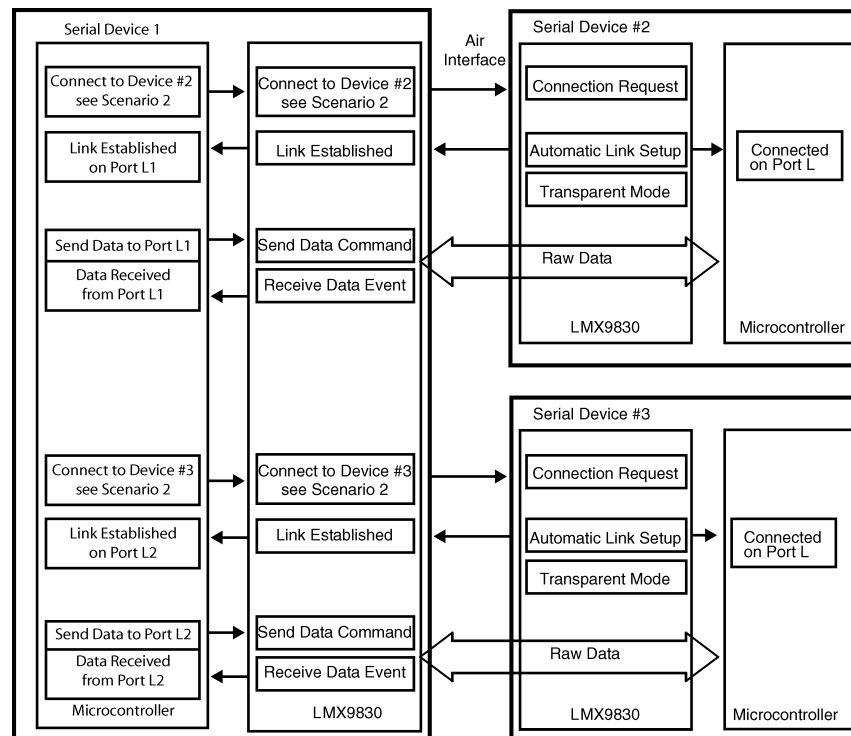 Serial Device 1
Connect to Device #2
see Scenario 2
Link Established
on Port L1
Send Data to Port L1
Data Received
from Port L1
Connect to Device #3
see Scenario 2
Link Established
on Port L2
Send Data to Port L2
Data Received
from Port L2
Microcontroller
Connect to Device #2
see Scenario 2
Link Established
Send Data Command
Receive Data Event
Connect to Device #3
see Scenario 2
Link Established
Send Data Command
Receive Data Event
LMX9830
Air
Interface
Serial Device #2
Connection Request
Automatic Link Setup
Transparent Mode
Raw Data
LMX9830
Connected
on Port L
Microcontroller
Serial Device #3
Connection Request
Automatic Link Setup
Transparent Mode
Raw Data
LMX9830
Connected
on Port L
Microcontroller